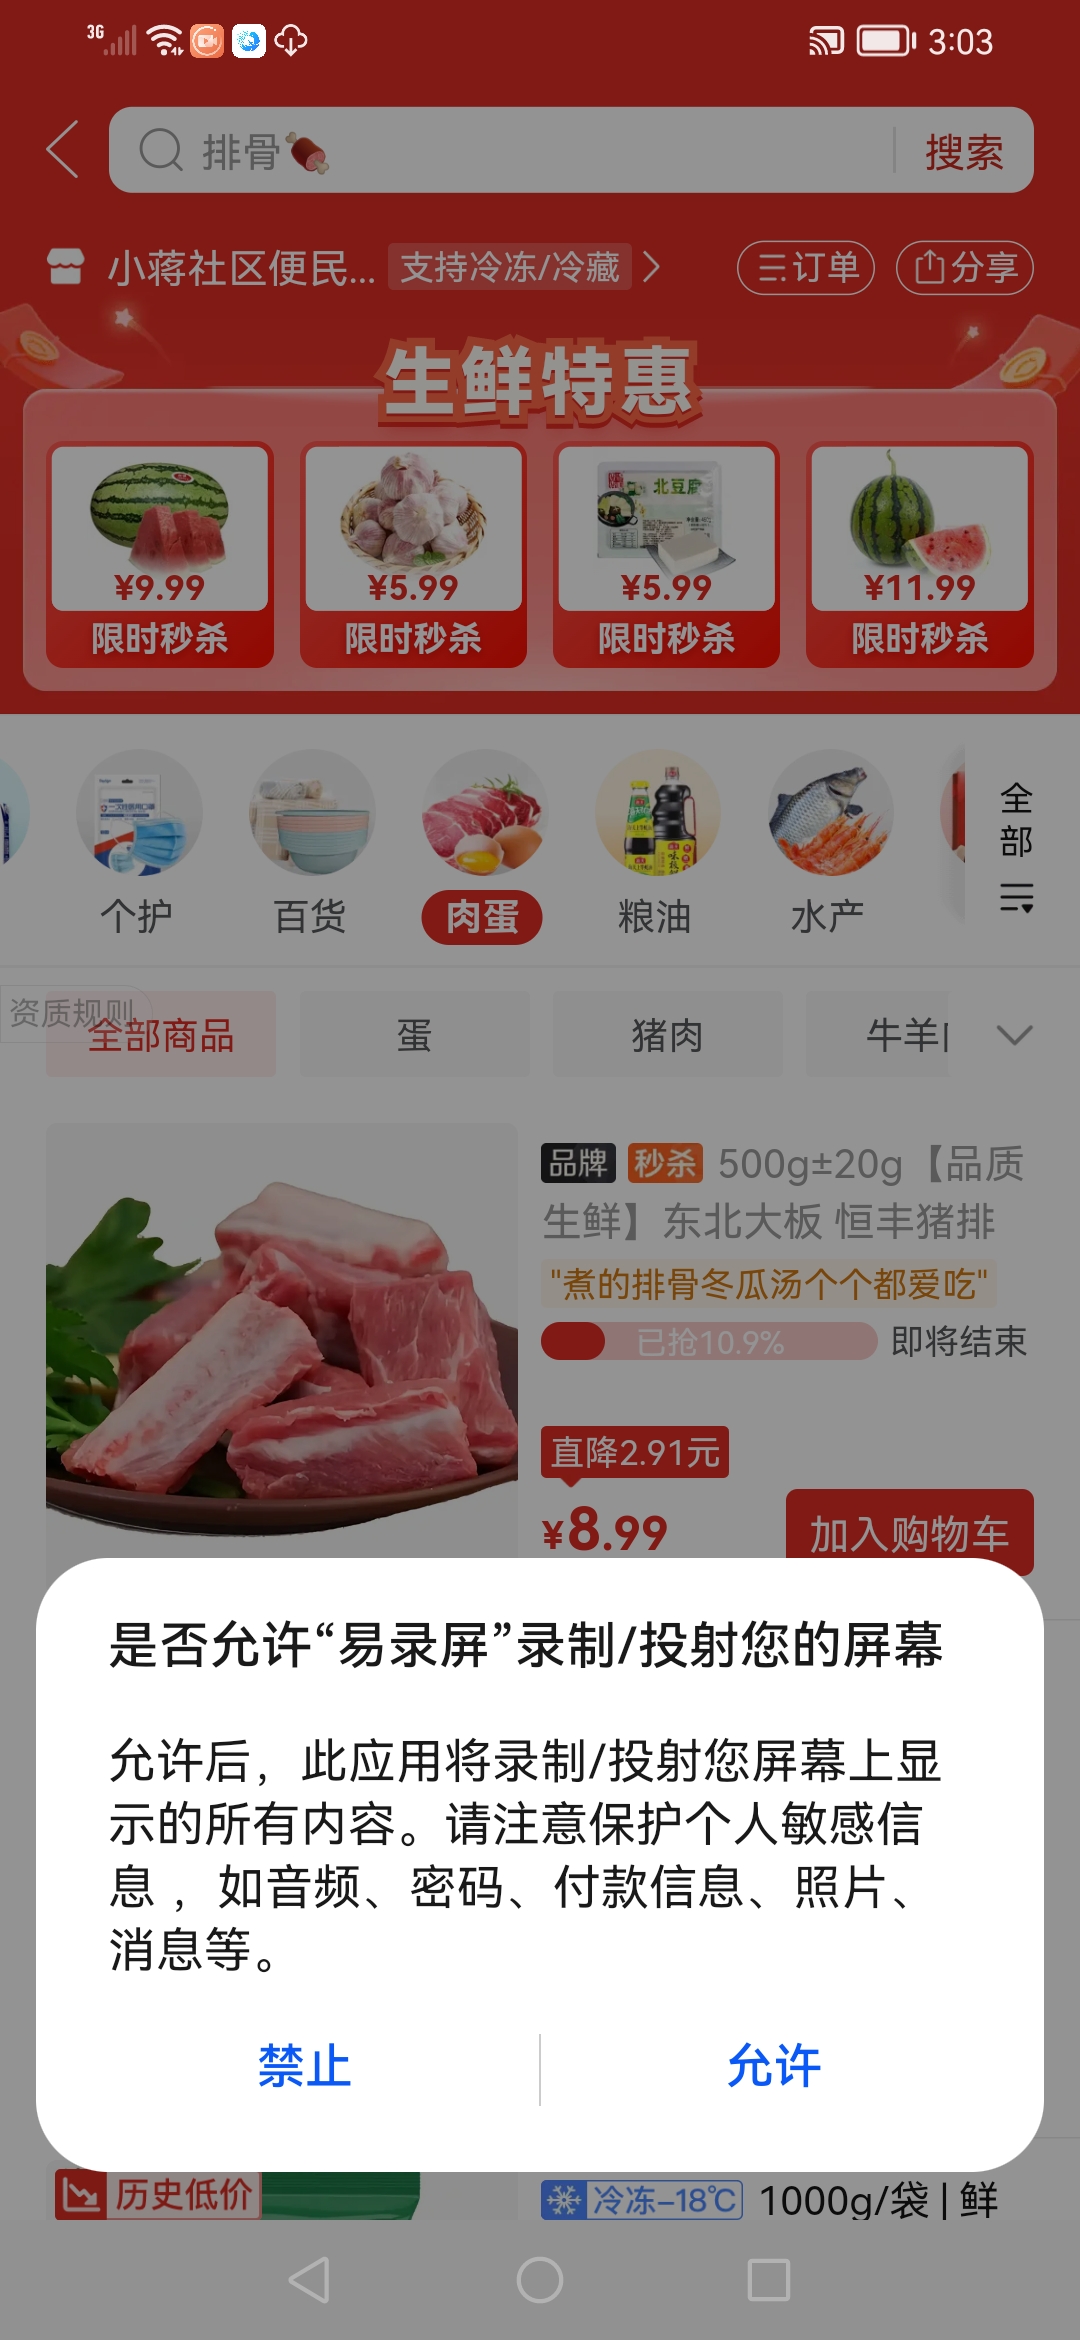 3G
3:03
排骨
搜索
小蒋社区便民...
支持冷冻/冷藏
订单
分享
生鲜特惠
北豆腐
¥9.99
¥5.99
¥5.99
¥11.99
限时秒杀
限时秒杀
限时秒杀
限时秒杀
个护
百货
肉蛋
粮油
水产
全部
资质规则
全部商品
蛋
猪肉
牛羊
品牌 秒杀 500g±20g【品质
生鲜】东北大板 恒丰猪排
"煮的排骨冬瓜汤个个都爱吃"
已抢10.9%
即将结束
直降2.91元
¥8.99
加入购物车
是否允许“易录屏”录制/投射您的屏幕
允许后，此应用将录制/投射您屏幕上显
示的所有内容。请注意保护个人敏感信
息，如音频、密码、付款信息、照片、
消息等。
禁止
允许
历史低价
冷冻-18℃ 1000g/袋 | 鲜